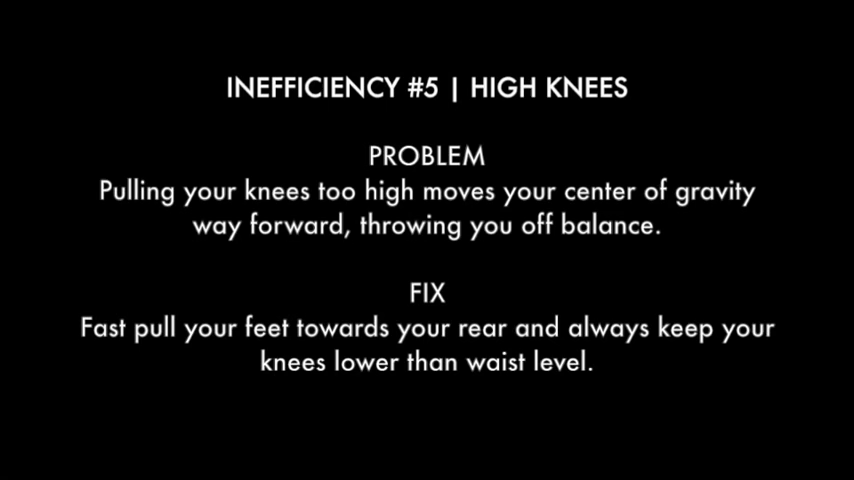 INEFFICIENCY #5 | HIGH KNEES
PROBLEM
Pulling your knees too high moves your center of gravity
way forward, throwing you off balance.
FIX
Fast pull your feet towards your rear and always keep your
knees lower than waist level.